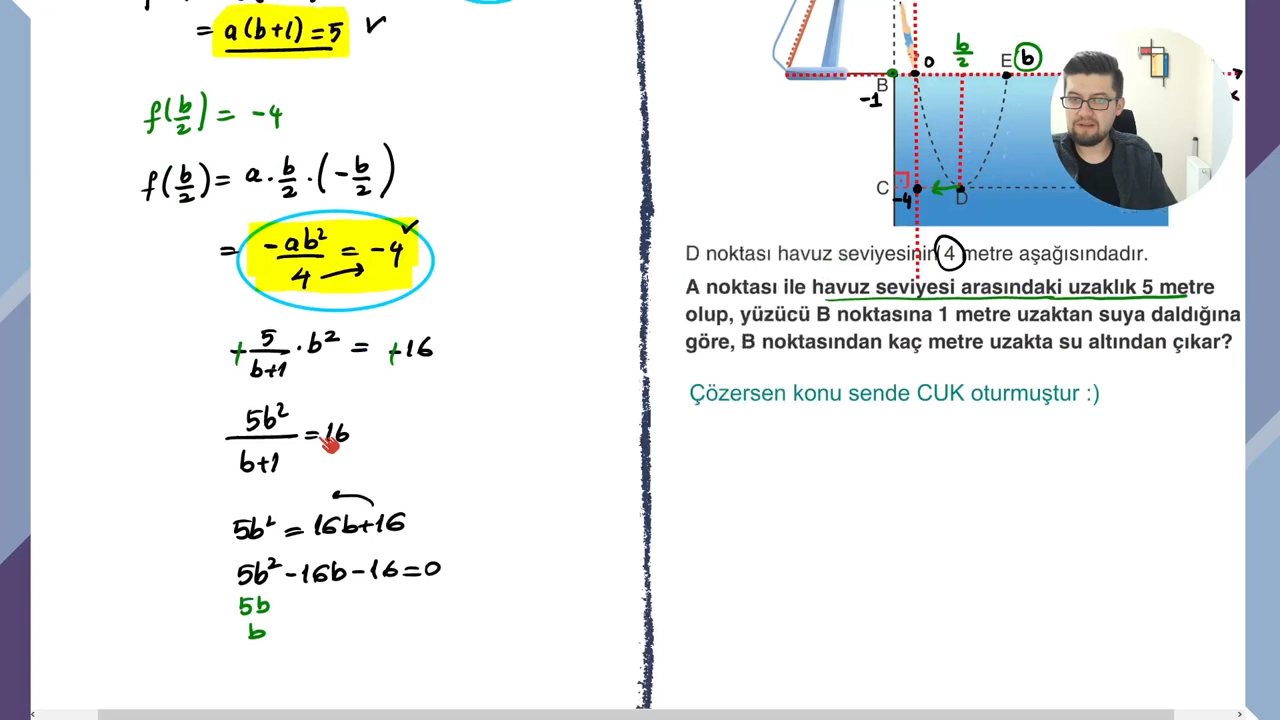 = a(b+1)=5 ✓
f(b/2) = -4
f(b/2) = a · b/2 · (-b/2)
= -ab²/4 = -4 ✓
+5/(b+1) · b² = +16
5b²/(b+1) = 16
5b² = 16b+16
5b² - 16b - 16 = 0
5b
b
O b/2 E b
B
-1
x
C -4 D
D noktası havuz seviyesinin 4 metre aşağısındadır.
A noktası ile havuz seviyesi arasındaki uzaklık 5 metre
olup, yüzücü B noktasına 1 metre uzaktan suya daldığına
göre, B noktasından kaç metre uzakta su altından çıkar?
Çözersen konu sende CUK oturmuştur :)